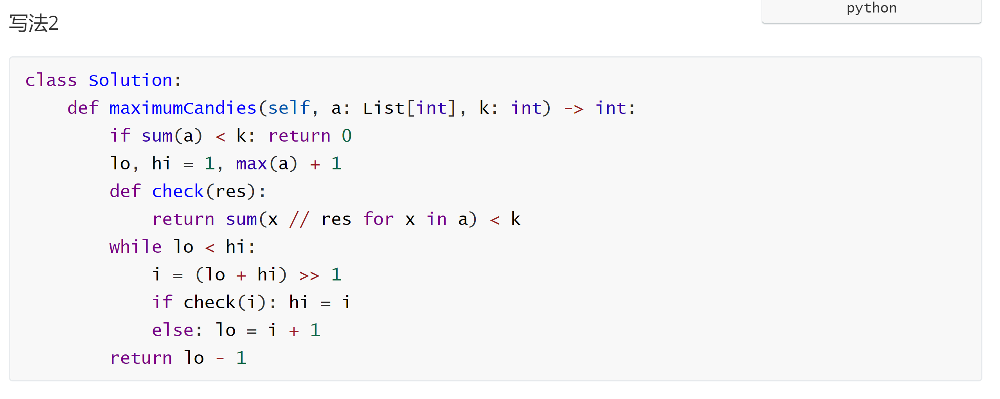 python
写法2
class Solution:
    def maximumCandies(self, a: List[int], k: int) -> int:
        if sum(a) < k: return 0
        lo, hi = 1, max(a) + 1
        def check(res):
            return sum(x // res for x in a) < k
        while lo < hi:
            i = (lo + hi) >> 1
            if check(i): hi = i
            else: lo = i + 1
        return lo - 1